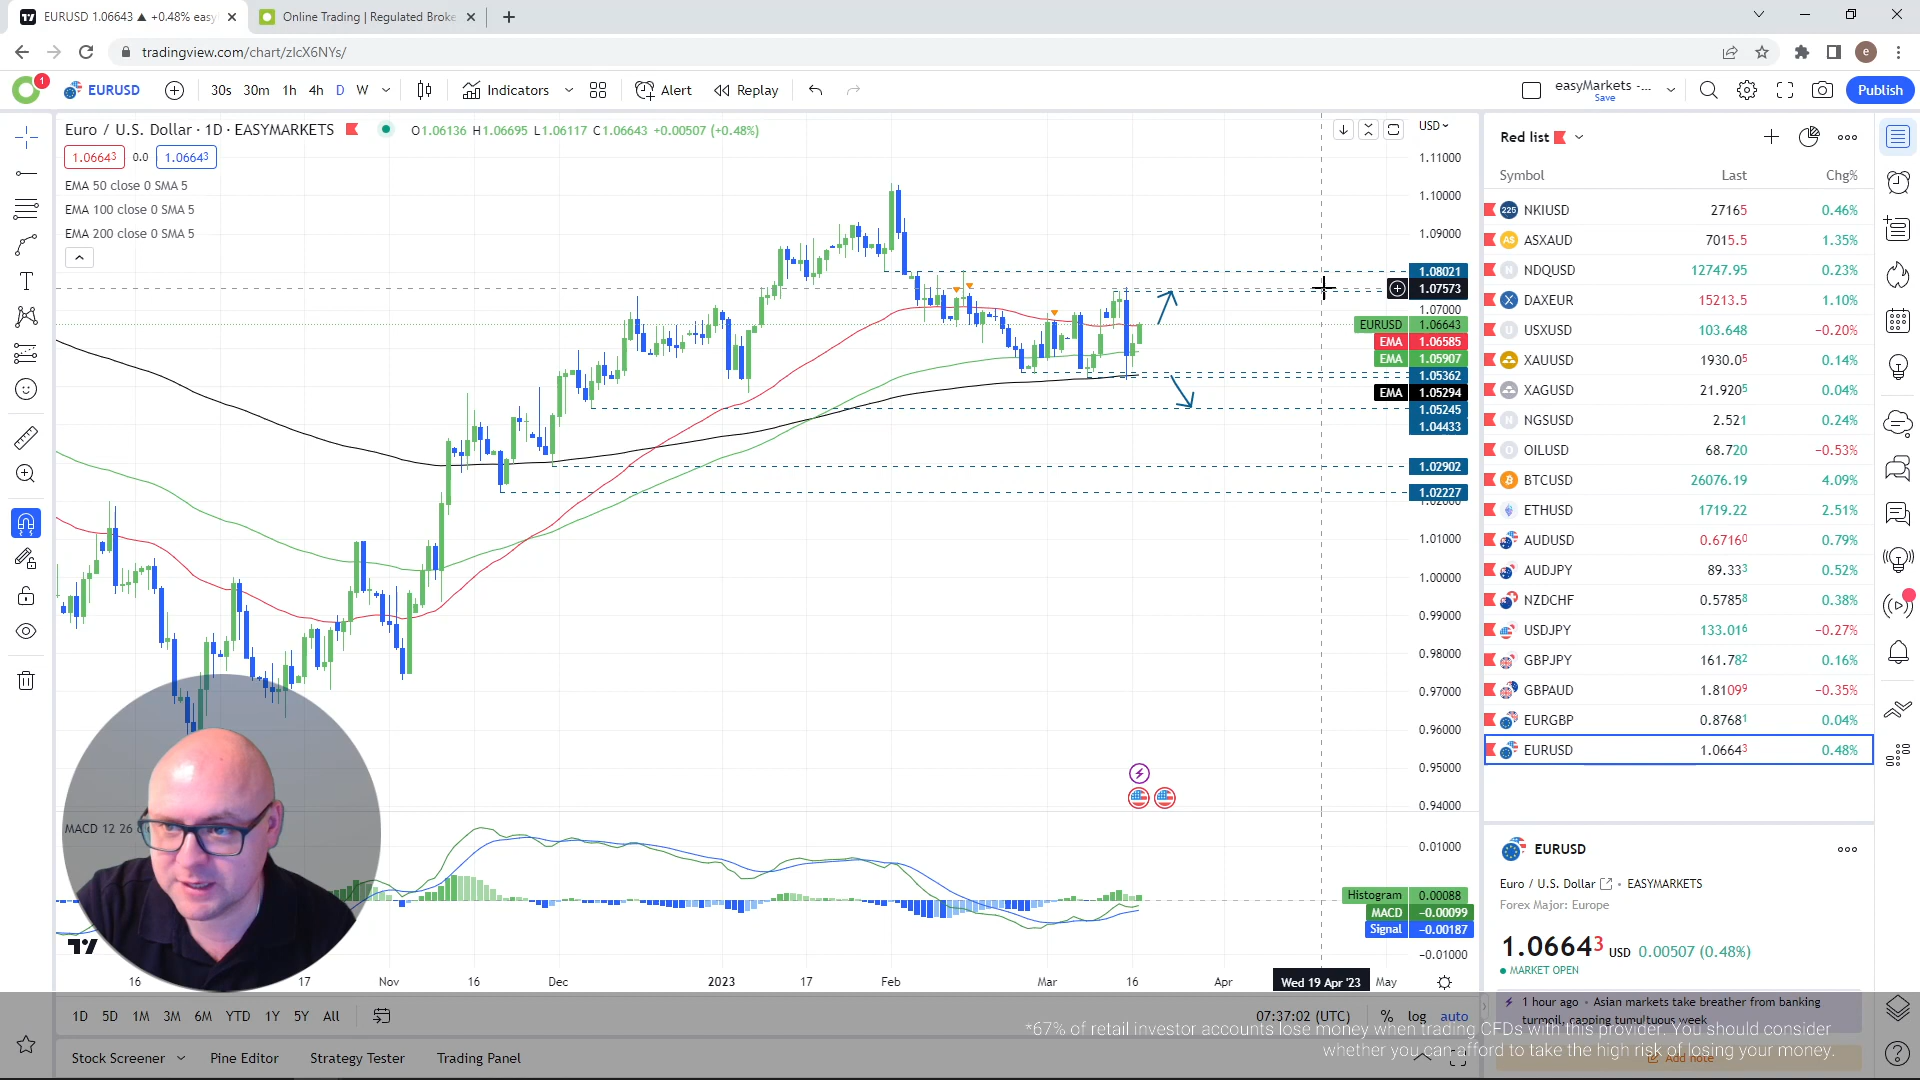 EURUSD 1.06643 ▲ +0.48% easy
Online Trading | Regulated Broke
tradingview.com/chart/zIcX6NYs/
e
1
EURUSD
30s 30m 1h 4h D W
Indicators
Alert
Replay
easyMarkets -...
Save
Publish
Euro / U.S. Dollar · 1D · EASYMARKETS
O1.06136 H1.06695 L1.06117 C1.06643 +0.00507 (+0.48%)
1.06643 0.0 1.06643
EMA 50 close 0 SMA 5
EMA 100 close 0 SMA 5
EMA 200 close 0 SMA 5
USD
1.11000
1.10000
1.09000
1.08021
1.07573
1.07000
EURUSD 1.06643
EMA 1.06585
EMA 1.05907
1.05362
EMA 1.05294
1.05245
1.04433
1.02902
1.02227
1.02000
1.01000
1.00000
0.99000
0.98000
0.97000
0.96000
0.95000
0.94000
MACD 12 26
0.01000
Histogram 0.00088
MACD −0.00099
Signal −0.00187
−0.01000
16 17 Nov 16 Dec 2023 17 Feb Mar 16 Apr Wed 19 Apr '23 May
1D 5D 1M 3M 6M YTD 1Y 5Y All
07:37:02 (UTC) % log auto
Stock Screener Pine Editor Strategy Tester Trading Panel
Red list
Symbol Last Chg%
NKIUSD 27165 0.46%
ASXAUD 7015.5 1.35%
NDQUSD 12747.95 0.23%
DAXEUR 15213.5 1.10%
USXUSD 103.648 −0.20%
XAUUSD 1930.05 0.14%
XAGUSD 21.9205 0.04%
NGSUSD 2.521 0.24%
OILUSD 68.720 −0.53%
BTCUSD 26076.19 4.09%
ETHUSD 1719.22 2.51%
AUDUSD 0.67160 0.79%
AUDJPY 89.333 0.52%
NZDCHF 0.57858 0.38%
USDJPY 133.016 −0.27%
GBPJPY 161.782 0.16%
GBPAUD 1.81099 −0.35%
EURGBP 0.87681 0.04%
EURUSD 1.06643 0.48%
EURUSD
Euro / U.S. Dollar · EASYMARKETS
Forex Major: Europe
1.06643 USD 0.00507 (0.48%)
MARKET OPEN
1 hour ago · Asian markets take breather from banking
turmoil, capping tumultuous week
Add note
*67% of retail investor accounts lose money when trading CFDs with this provider. You should consider
whether you can afford to take the high risk of losing your money.